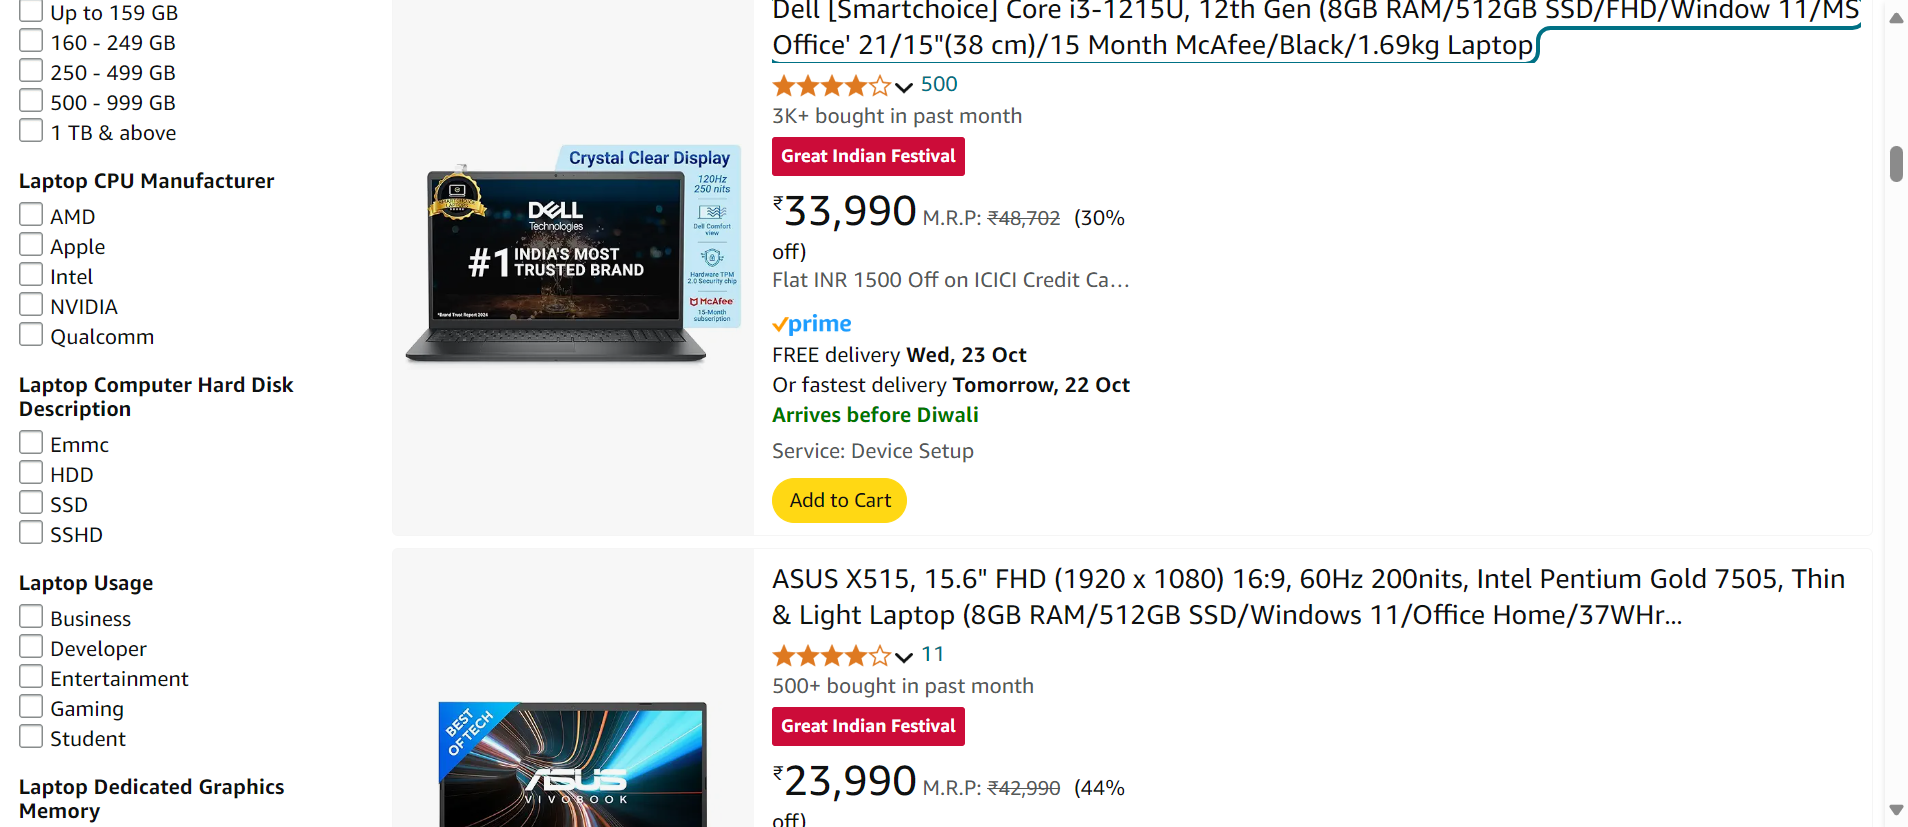 Up to 159 GB
160 - 249 GB
250 - 499 GB
500 - 999 GB
1 TB & above
Laptop CPU Manufacturer
AMD
Apple
Intel
NVIDIA
Qualcomm
Laptop Computer Hard Disk
Description
Emmc
HDD
SSD
SSHD
Laptop Usage
Business
Developer
Entertainment
Gaming
Student
Laptop Dedicated Graphics
Memory
Crystal Clear Display
120Hz
250 nits
Dell Comfort
view
Hardware TPM
2.0 Security chip
McAfee
15-Month
subscription
DELL
Technologies
#1 INDIA'S MOST
TRUSTED BRAND
*Brand Trust Report 2024
Dell [Smartchoice] Core i3-1215U, 12th Gen (8GB RAM/512GB SSD/FHD/Window 11/MS
Office' 21/15"(38 cm)/15 Month McAfee/Black/1.69kg Laptop
500
3K+ bought in past month
Great Indian Festival
₹33,990 M.R.P: ₹48,702 (30%
off)
Flat INR 1500 Off on ICICI Credit Ca…
prime
FREE delivery Wed, 23 Oct
Or fastest delivery Tomorrow, 22 Oct
Arrives before Diwali
Service: Device Setup
Add to Cart
BEST
OF TECH
ASUS
VIVOBOOK
ASUS X515, 15.6" FHD (1920 x 1080) 16:9, 60Hz 200nits, Intel Pentium Gold 7505, Thin
& Light Laptop (8GB RAM/512GB SSD/Windows 11/Office Home/37WHr...
11
500+ bought in past month
Great Indian Festival
₹23,990 M.R.P: ₹42,990 (44%
off)